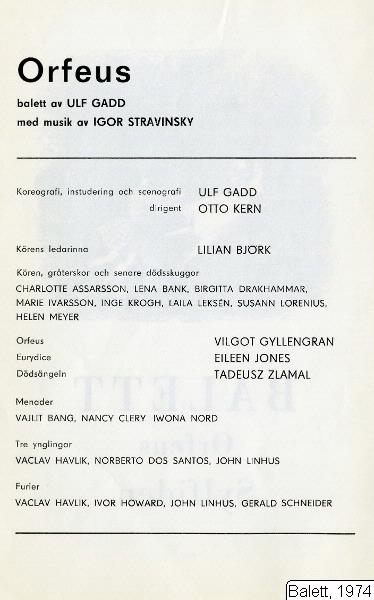 Orfeus
balett av ULF GADD
med musik av IGOR STRAVINSKY
Koreografi, instudering och scenografi ULF GADD
dirigent OTTO KERN
Körens ledarinna LILIAN BJÖRK
Kören, gråterskor och senare dödsskuggor
CHARLOTTE ASSARSSON, LENA BANK, BIRGITTA DRAKHAMMAR,
MARIE IVARSSON, INGE KROGH, LAILA LEKSÉN, SUSANN LORENIUS,
HELEN MEYER
Orfeus VILGOT GYLLENGRAN
Eurydice EILEEN JONES
Dödsängeln TADEUSZ ZLAMAL
Menader
VAJLIT BANG, NANCY CLERY IWONA NORD
Tre ynglingar
VACLAV HAVLIK, NORBERTO DOS SANTOS, JOHN LINHUS
Furier
VACLAV HAVLIK, IVOR HOWARD, JOHN LINHUS, GERALD SCHNEIDER
BALETT
Orfeus
Balett, 1974